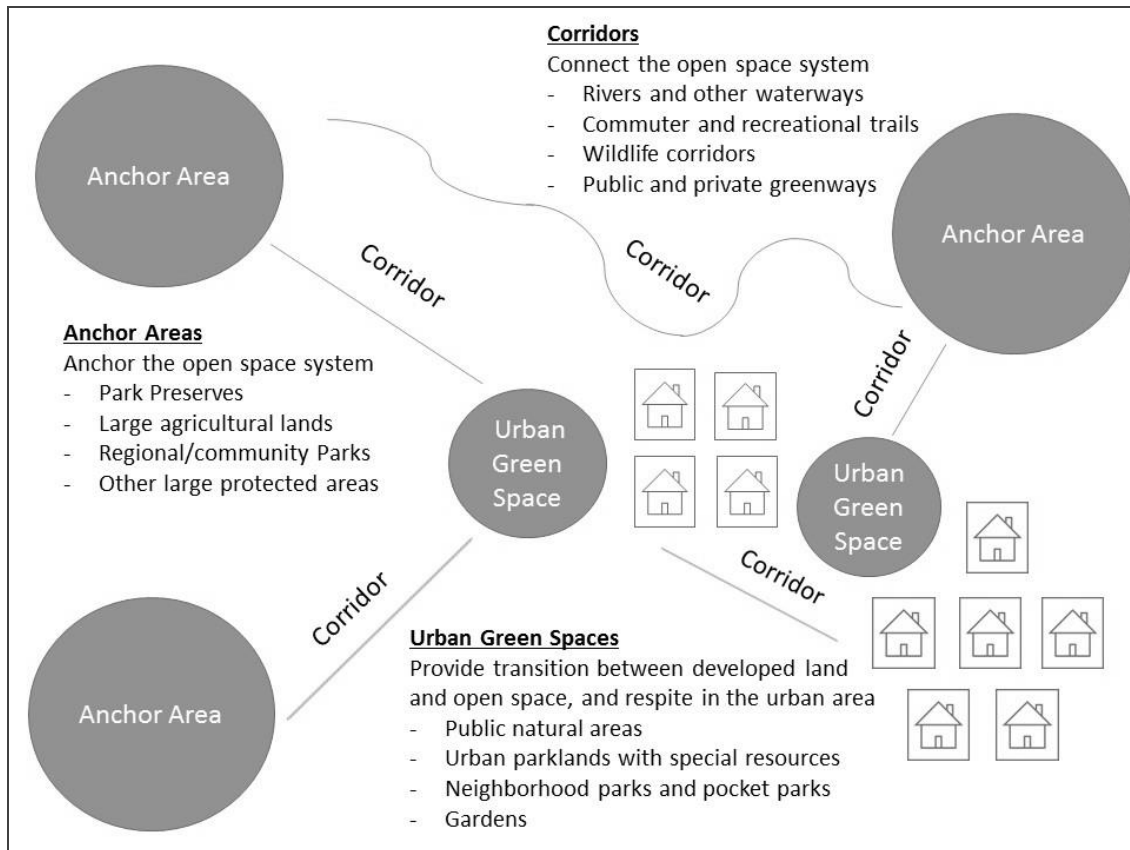 Corridors
Connect the open space system
- Rivers and other waterways
- Commuter and recreational trails
- Wildlife corridors
- Public and private greenways
Anchor Area
Anchor Area
Corridor
Corridor
Corridor
Anchor Areas
Anchor the open space system
- Park Preserves
- Large agricultural lands
- Regional/community Parks
- Other large protected areas
Urban
Green
Space
Urban
Green
Space
Corridor
Corridor
Anchor Area
Urban Green Spaces
Provide transition between developed land
and open space, and respite in the urban area
- Public natural areas
- Urban parklands with special resources
- Neighborhood parks and pocket parks
- Gardens